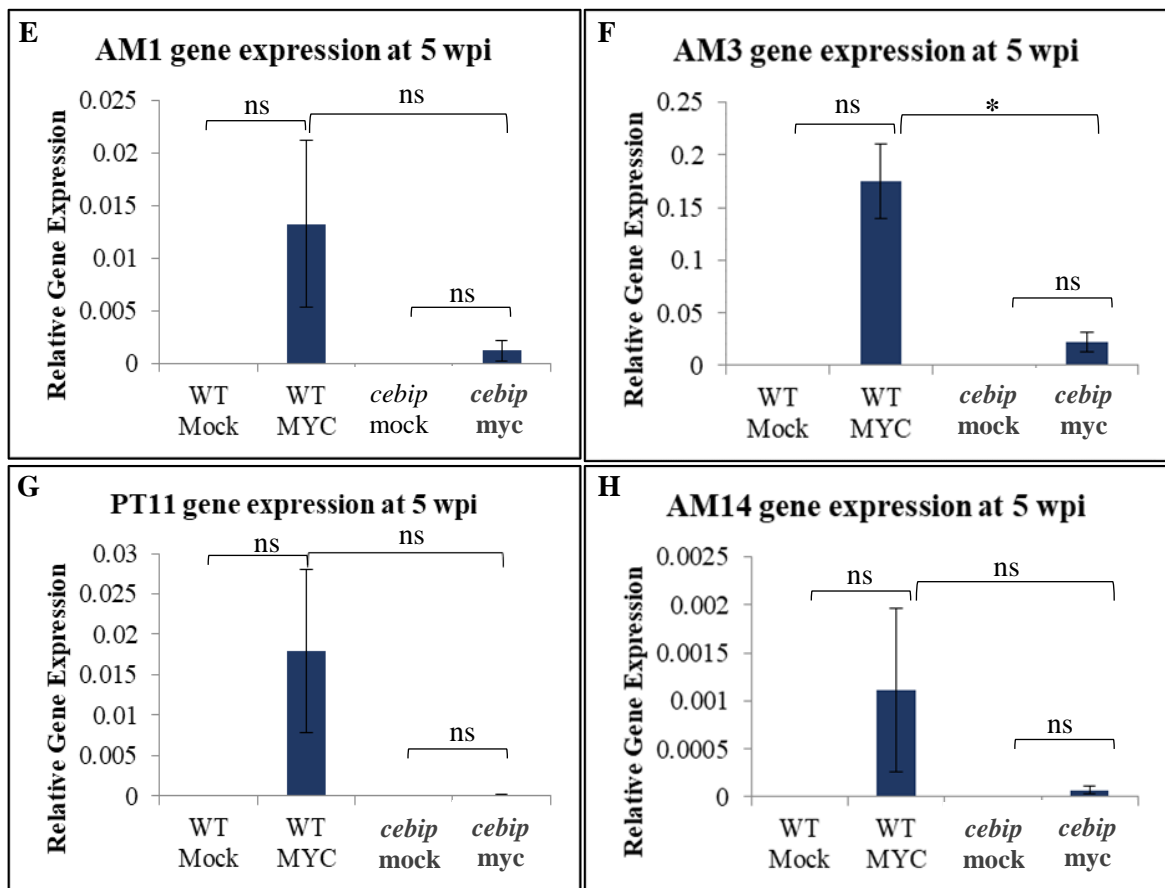 E
AM1 gene expression at 5 wpi
Relative Gene Expression
0.025
0.02
0.015
0.01
0.005
0
ns
ns
ns
WT Mock
WT MYC
cebip mock
cebip myc
F
AM3 gene expression at 5 wpi
Relative Gene Expression
0.25
0.2
0.15
0.1
0.05
0
ns
*
ns
WT Mock
WT MYC
cebip mock
cebip myc
G
PT11 gene expression at 5 wpi
Relative Gene Expression
0.03
0.025
0.02
0.015
0.01
0.005
0
ns
ns
ns
WT Mock
WT MYC
cebip mock
cebip myc
H
AM14 gene expression at 5 wpi
Relative Gene Expression
0.0025
0.002
0.0015
0.001
0.0005
0
ns
ns
ns
WT Mock
WT MYC
cebip mock
cebip myc